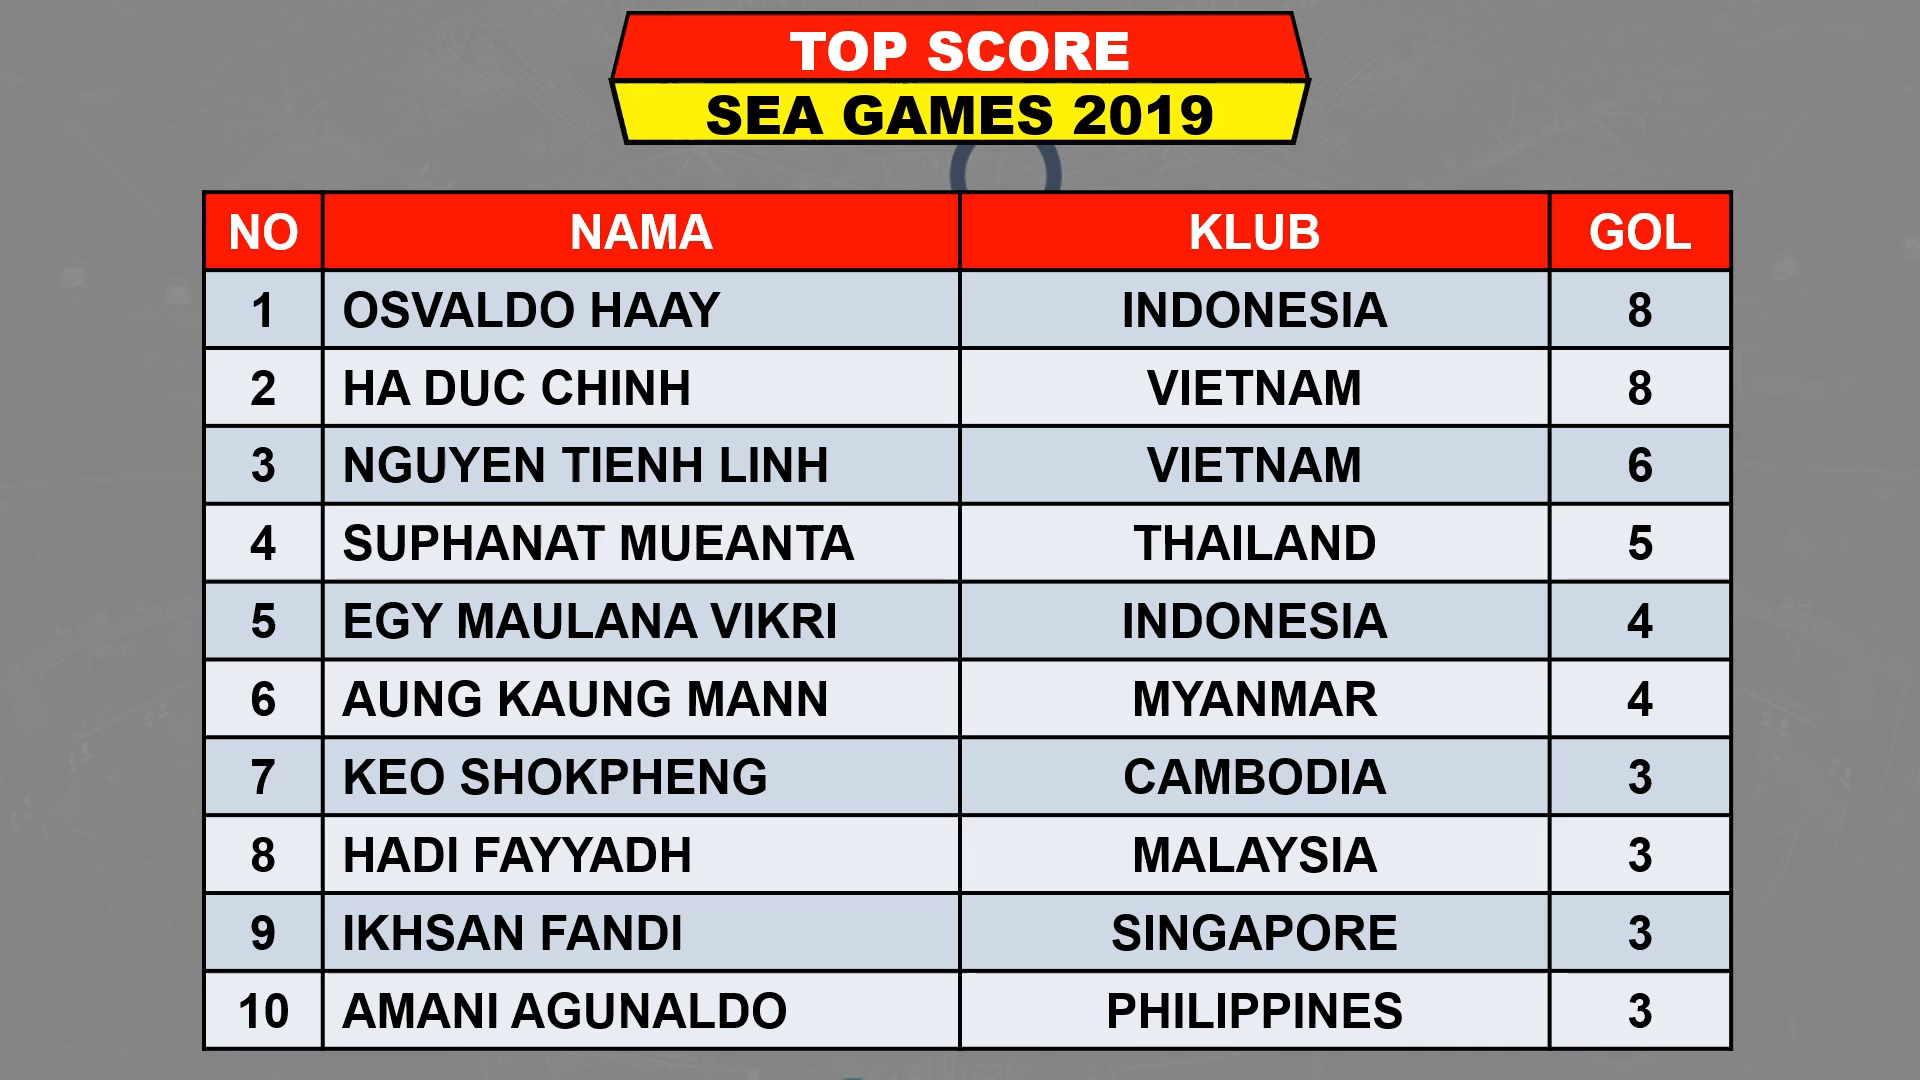 TOP SCORE
SEA GAMES 2019
NO NAMA KLUB GOL
1 OSVALDO HAAY INDONESIA 8
2 HA DUC CHINH VIETNAM 8
3 NGUYEN TIENH LINH VIETNAM 6
4 SUPHANAT MUEANTA THAILAND 5
5 EGY MAULANA VIKRI INDONESIA 4
6 AUNG KAUNG MANN MYANMAR 4
7 KEO SHOKPHENG CAMBODIA 3
8 HADI FAYYADH MALAYSIA 3
9 IKHSAN FANDI SINGAPORE 3
10 AMANI AGUNALDO PHILIPPINES 3